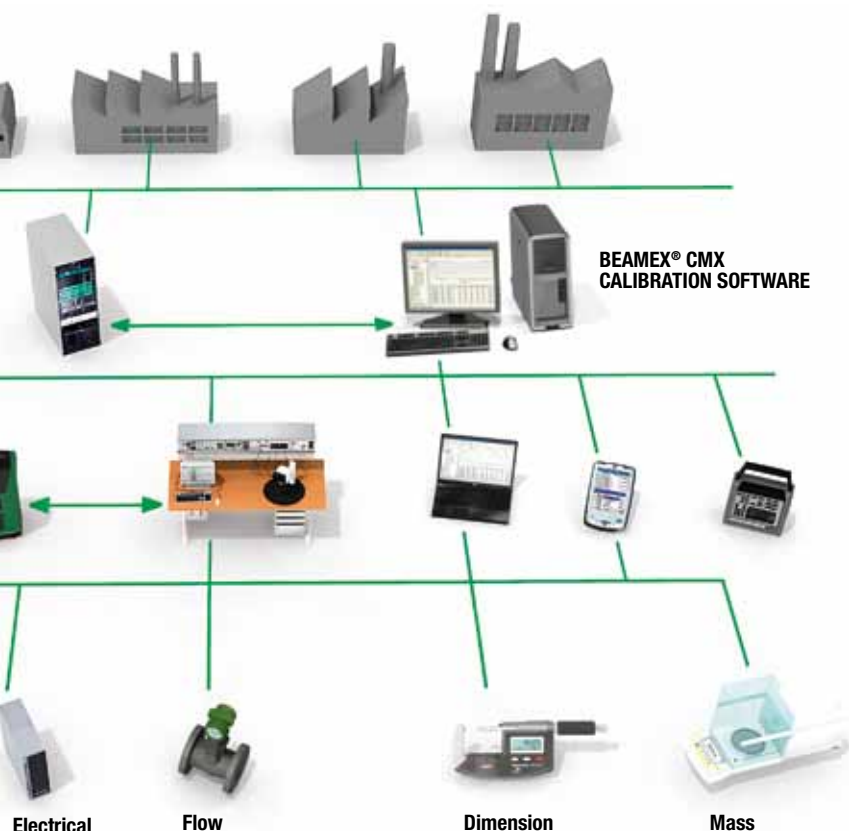 BEAMEX® CMX
CALIBRATION SOFTWARE
Electrical
Flow
Dimension
Mass